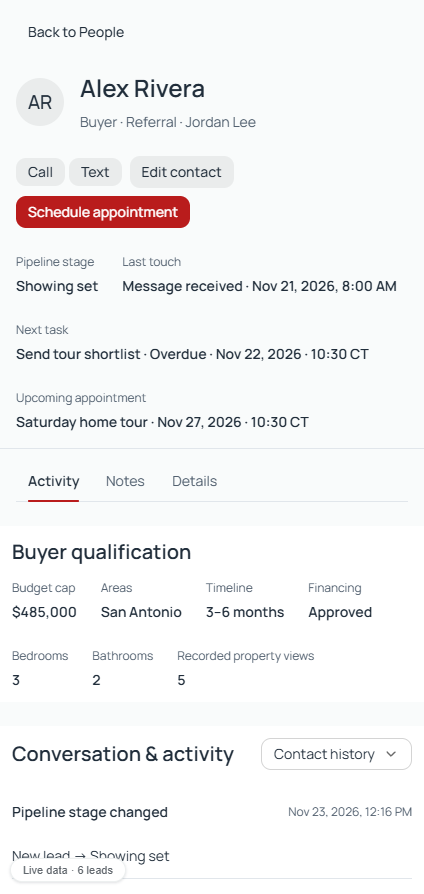 Back to People
AR
Alex Rivera
Buyer · Referral · Jordan Lee
Call Text Edit contact
Schedule appointment
Pipeline stage Last touch
Showing set Message received · Nov 21, 2026, 8:00 AM
Next task
Send tour shortlist · Overdue · Nov 22, 2026 · 10:30 CT
Upcoming appointment
Saturday home tour · Nov 27, 2026 · 10:30 CT
Activity Notes Details
Buyer qualification
Budget cap Areas Timeline Financing
$485,000 San Antonio 3–6 months Approved
Bedrooms Bathrooms Recorded property views
3 2 5
Conversation & activity Contact history
Pipeline stage changed Nov 23, 2026, 12:16 PM
New lead → Showing set
Live data · 6 leads